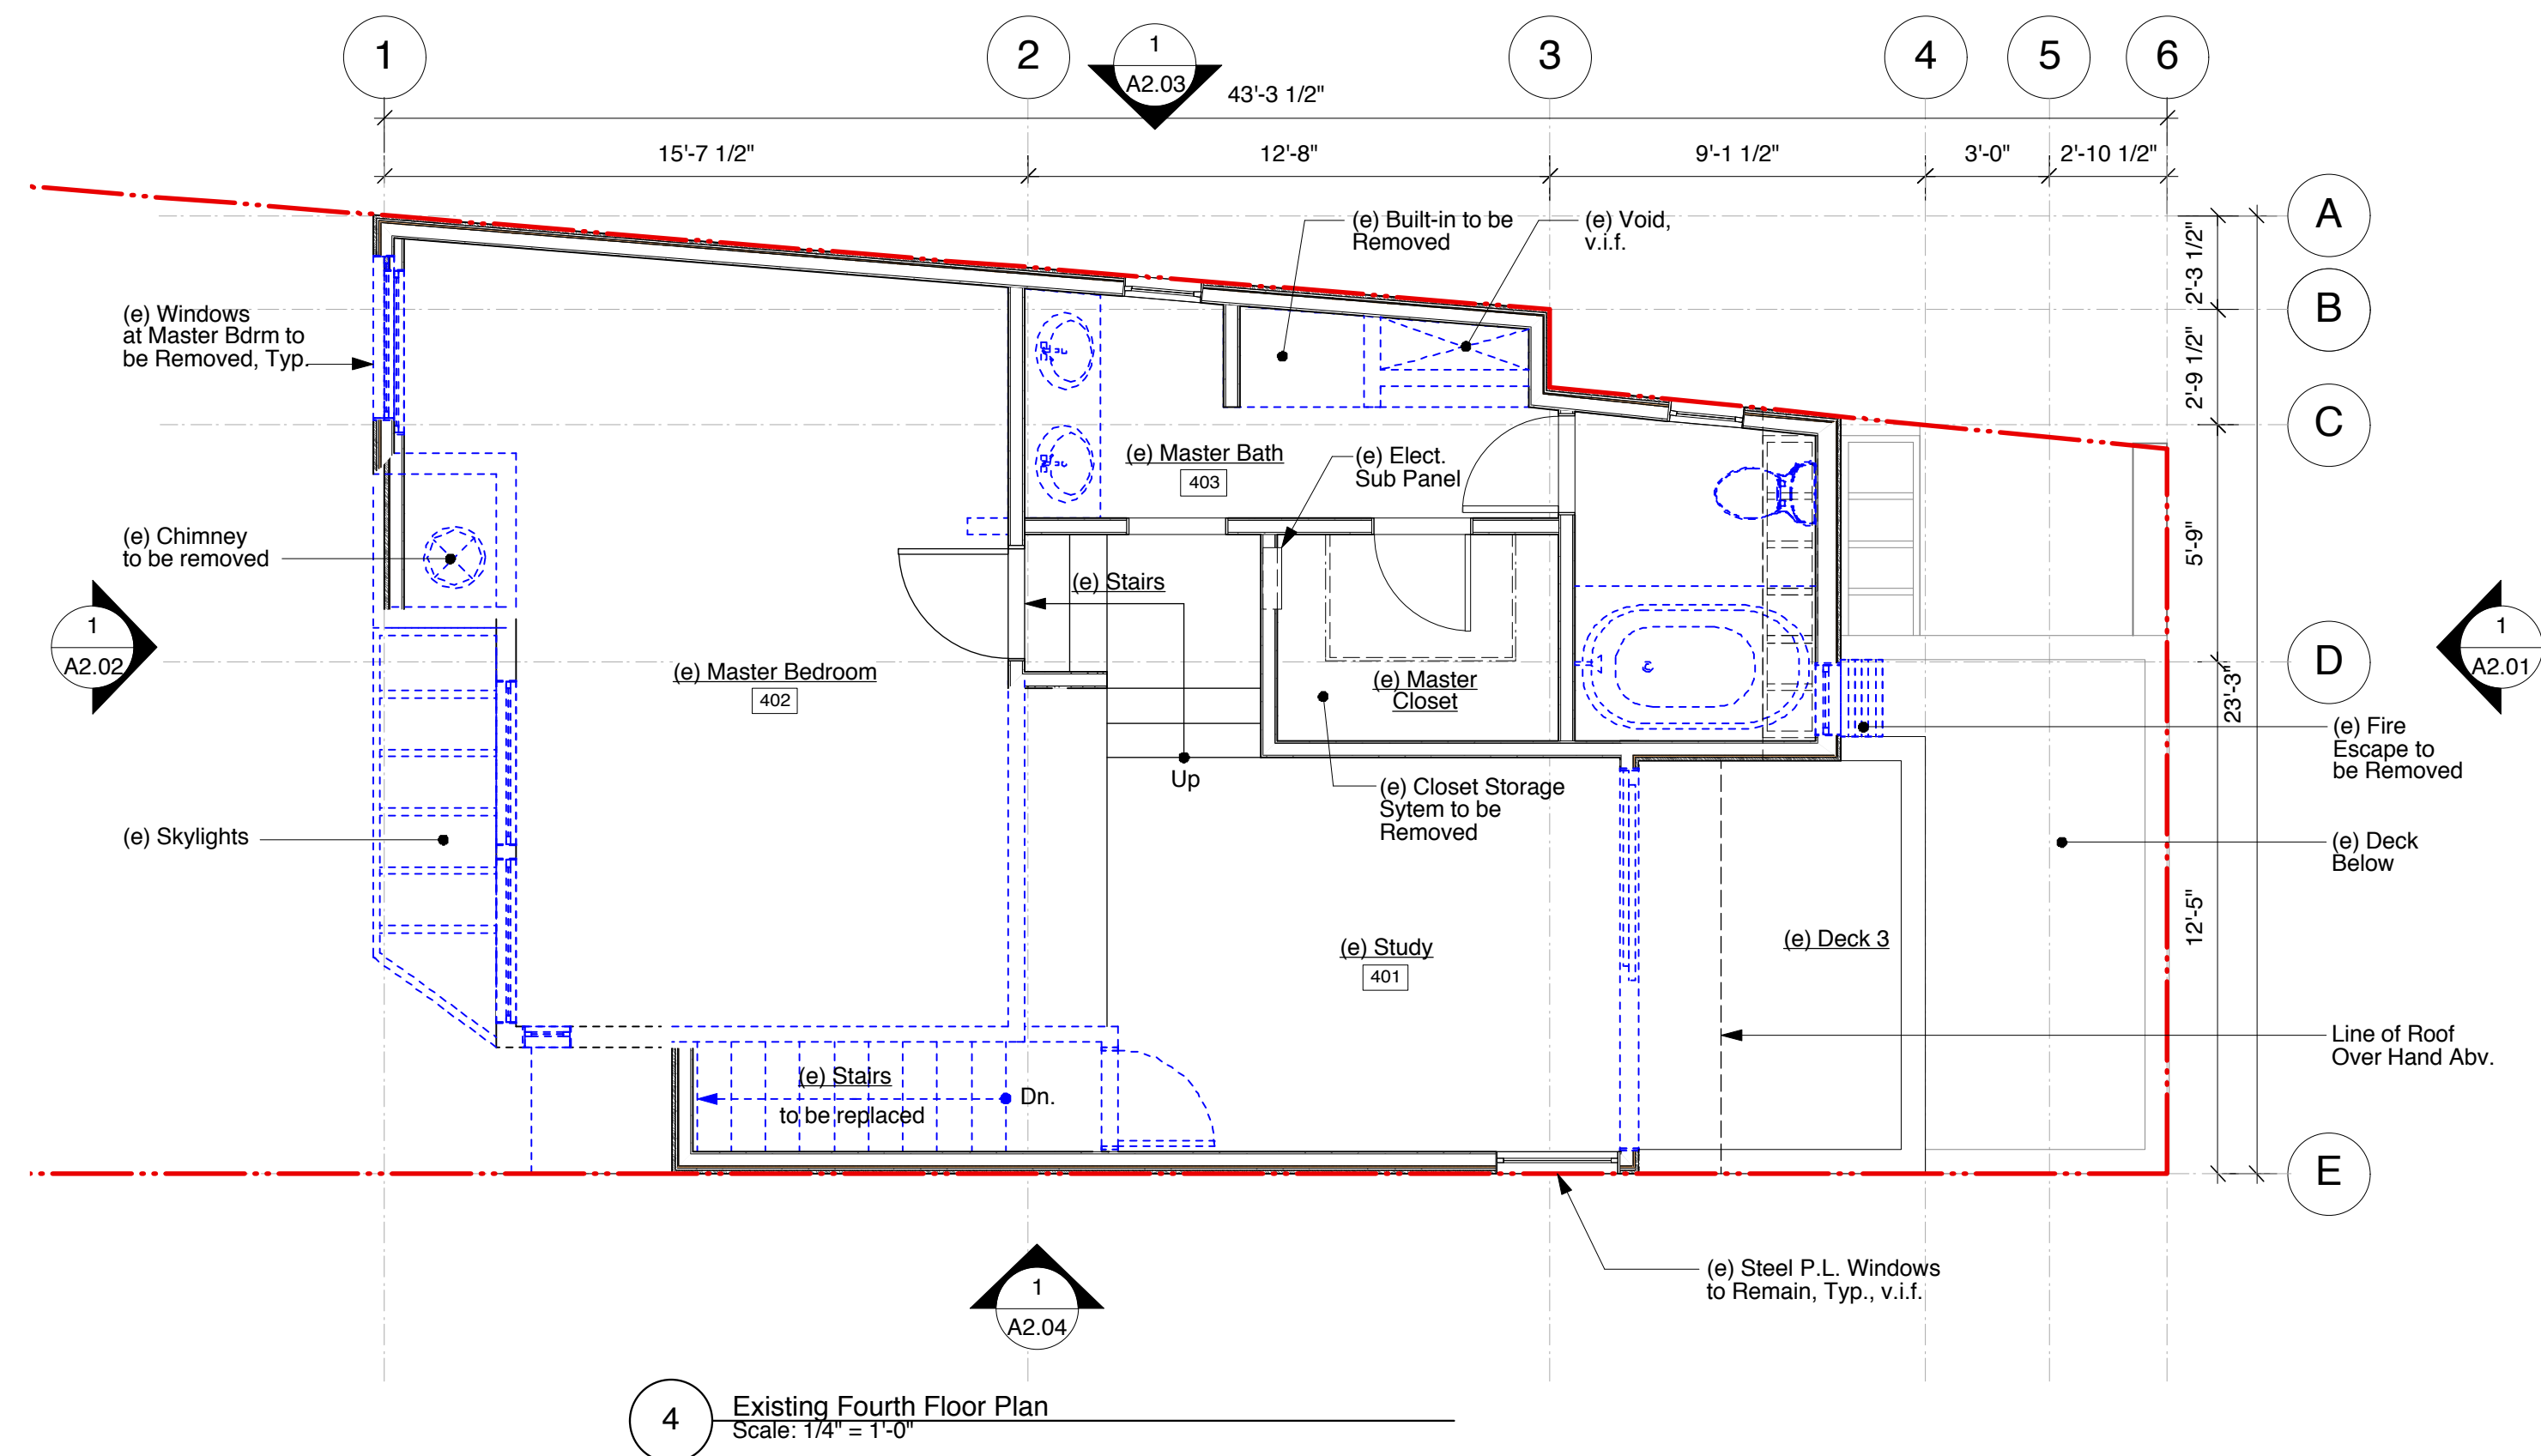 1
2
3
4
5
6
1
A2.03
43'-3 1/2"
15'-7 1/2"
12'-8"
9'-1 1/2"
3'-0"
2'-10 1/2"
A
B
C
D
E
2'-3 1/2"
2'-9 1/2"
5'-9"
23'-3"
12'-5"
(e) Built-in to be
Removed
(e) Void,
v.i.f.
(e) Windows
at Master Bdrm to
be Removed, Typ.
(e) Master Bath
403
(e) Elect.
Sub Panel
(e) Chimney
to be removed
(e) Stairs
1
A2.02
(e) Master Bedroom
402
(e) Master
Closet
1
A2.01
(e) Fire
Escape to
be Removed
Up
(e) Closet Storage
Sytem to be
Removed
(e) Skylights
(e) Deck
Below
(e) Study
401
(e) Deck 3
Line of Roof
Over Hand Abv.
(e) Stairs
to be replaced
Dn.
(e) Steel P.L. Windows
to Remain, Typ., v.i.f.
1
A2.04
4
Existing Fourth Floor Plan
Scale: 1/4" = 1'-0"